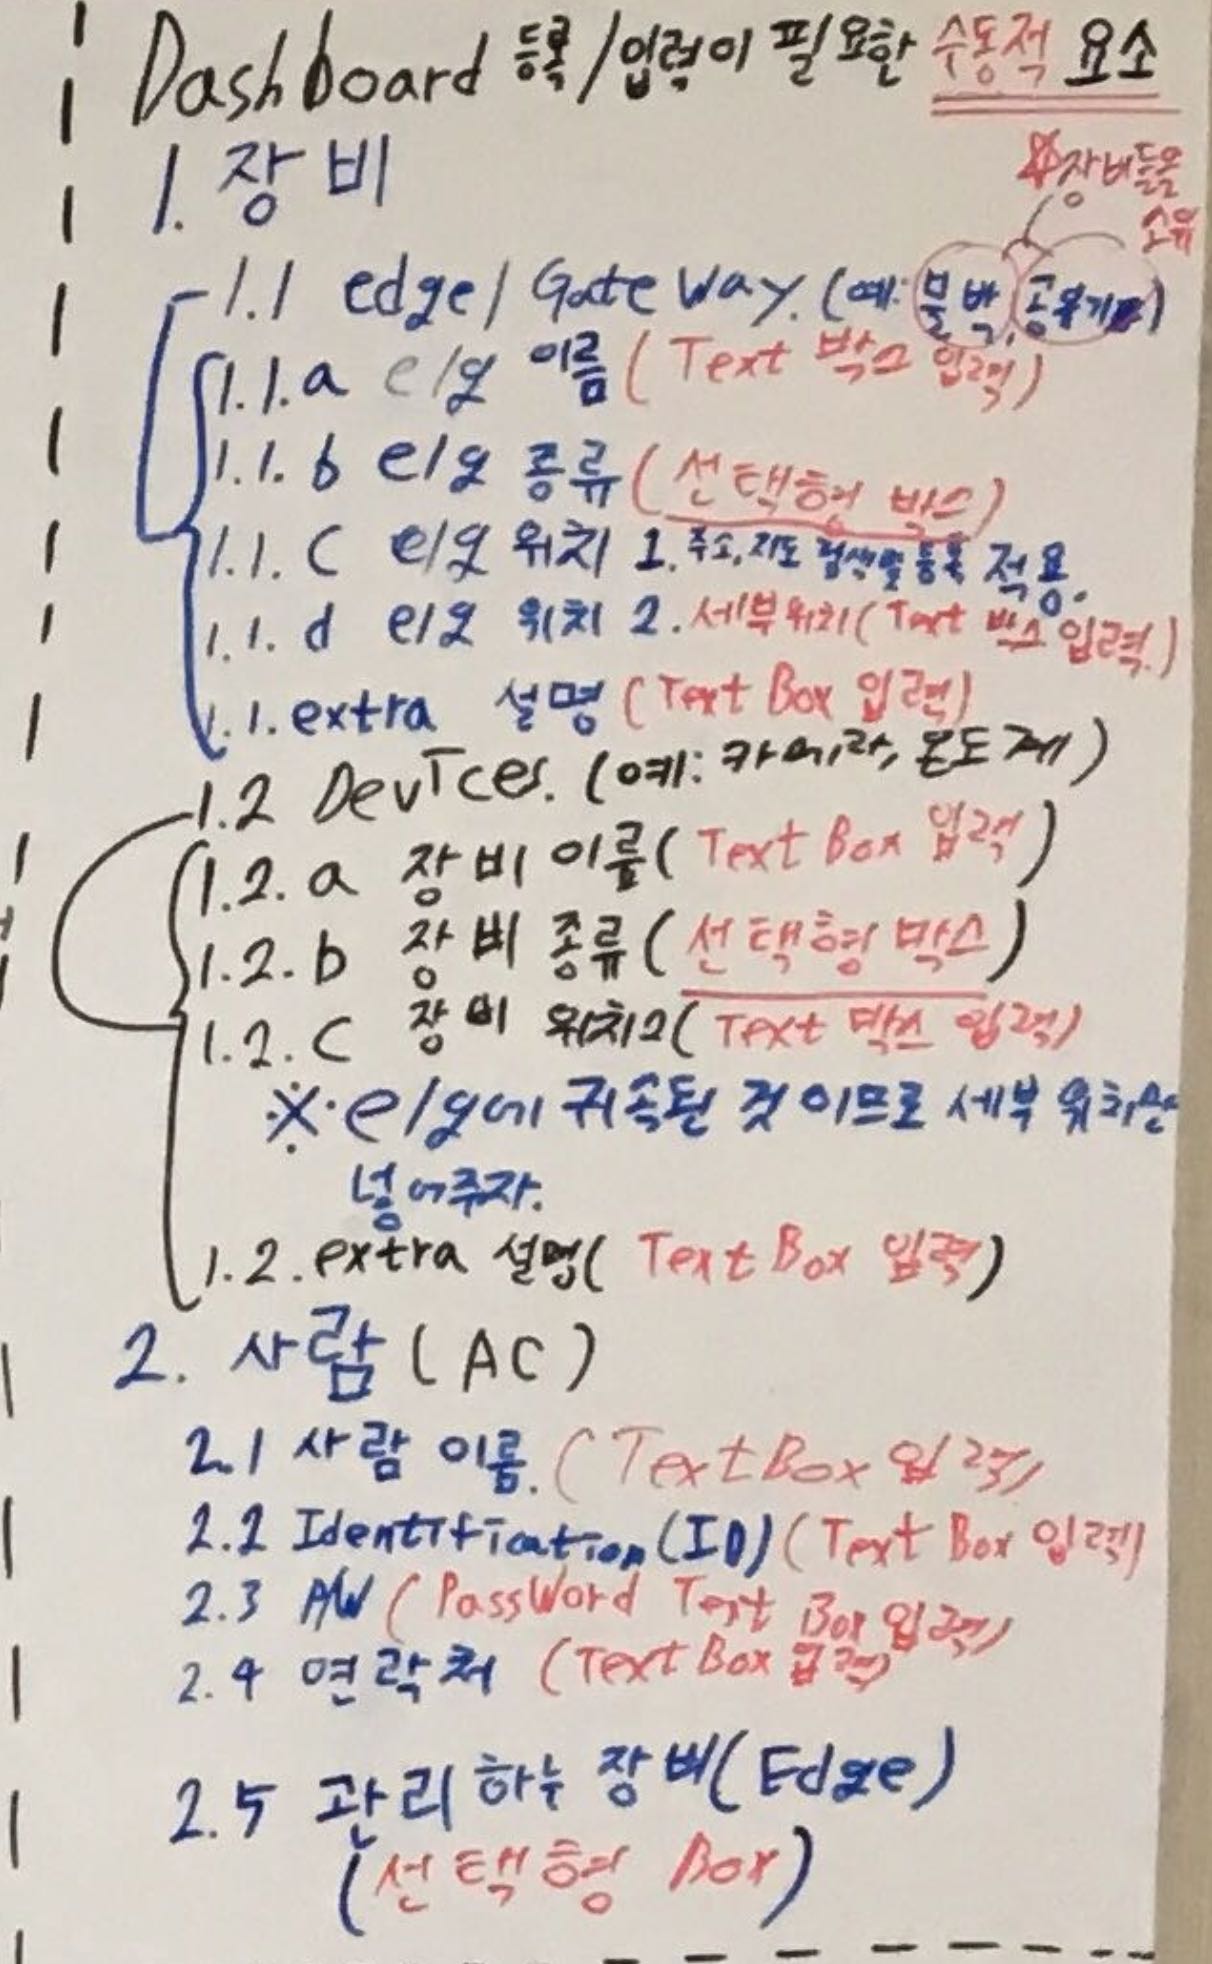 Dashboard 등록/입력이 필요한 수동적 요소
1. 장비
☆장비들을
소유
1.1 edge/Gateway. (예: 물박, 공유기)
1.1.a e/g 이름 (Text 박스 입력)
1.1.b e/g 종류 (선택형 박스)
1.1.c e/g 위치 1. 주소, 지도 검색및 등록 적용.
1.1.d e/g 위치 2. 세부위치(Text 박스 입력.)
1.1.extra 설명 (Text Box 입력)
1.2 Devices. (예: 카메라, 온도계)
1.2.a 장비 이름(Text Box 입력)
1.2.b 장비 종류(선택형 박스)
1.2.c 장비 위치2(Text 박스 입력)
※ e/g에 귀속된 것 이므로 세부 위치만
넣어주자.
1.2.extra 설명(Text Box 입력)
2. 사람 (AC)
2.1 사람 이름. (Text Box 입력)
2.2 Identification(ID) (Text Box 입력)
2.3 (PassWord Text Box 입력)
2.4 연락처 (Text Box 입력)
2.5 관리하는 장비(Edge)
(선택형 Box)